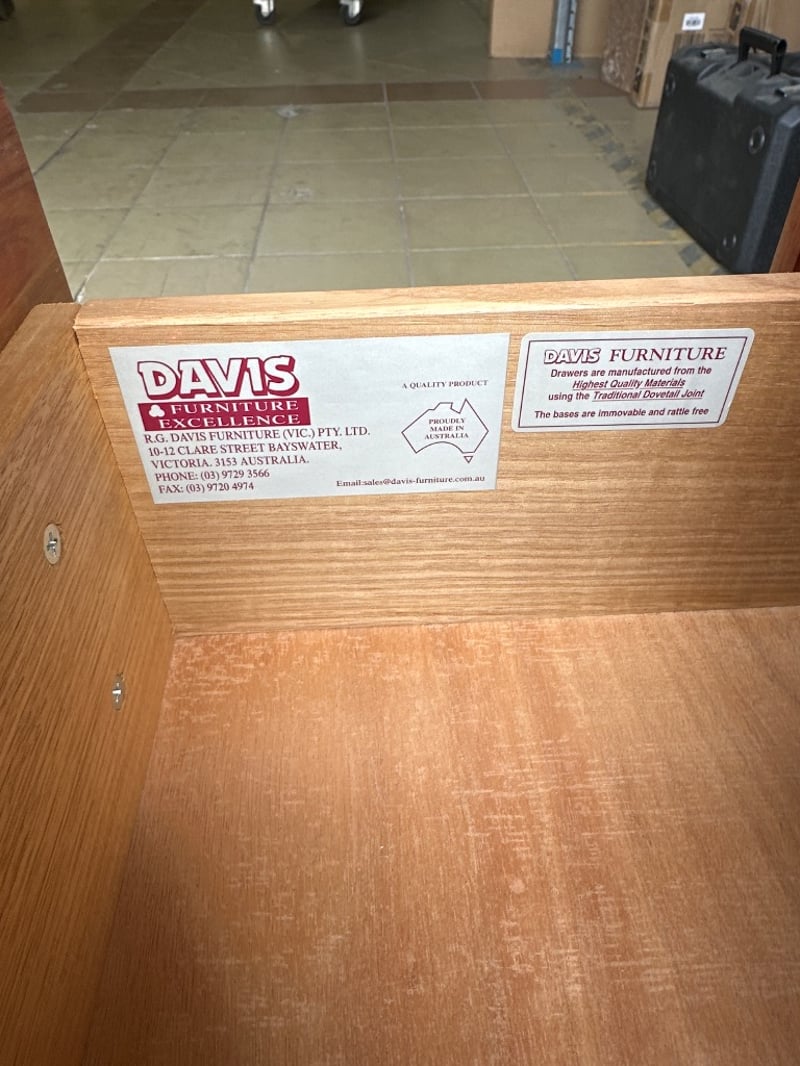 DAVIS
FURNITURE
EXCELLENCE
R.G. DAVIS FURNITURE (VIC.) PTY. LTD.
10-12 CLARE STREET BAYSWATER,
VICTORIA. 3153 AUSTRALIA.
PHONE: (03) 9729 3566
FAX: (03) 9720 4974
A QUALITY PRODUCT
PROUDLY
MADE IN
AUSTRALIA
Email:sales@davis-furniture.com.au
DAVIS FURNITURE
Drawers are manufactured from the
Highest Quality Materials
using the Traditional Dovetail Joint
The bases are immovable and rattle free